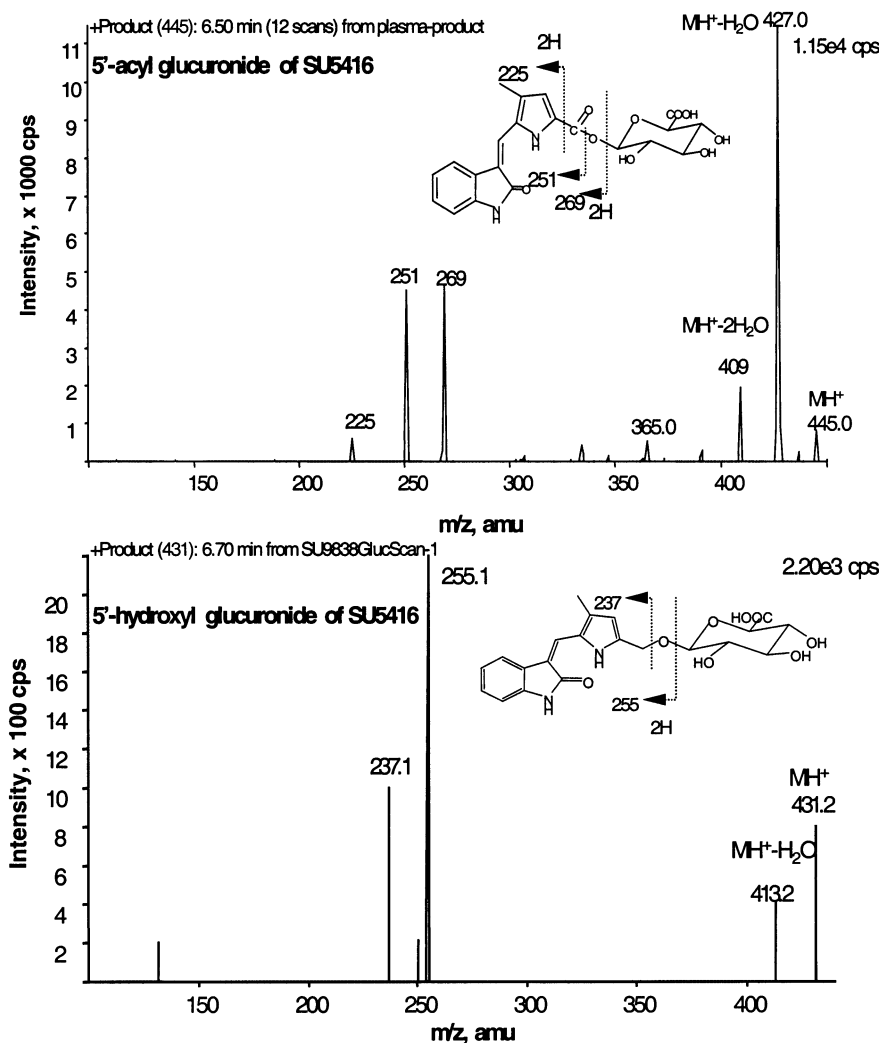 +Product (445): 6.50 min (12 scans) from plasma-product
MH+-H2O 427.0
1.15e4 cps
5'-acyl glucuronide of SU5416
2H
225
O
C
O
O
COOH
OH
OH
HO
NH
251
269
2H
O
N
H
11
10
9
8
7
6
5
4
3
2
1
Intensity, x 1000 cps
251
269
225
365.0
MH+-2H2O
409
MH+
445.0
150
200
250
300
350
400
m/z, amu
+Product (431): 6.70 min from SU9838GlucScan-1
255.1
2.20e3 cps
5'-hydroxyl glucuronide of SU5416
237
HOOC
O
O
OH
OH
HO
NH
O
N
H
255
2H
20
18
16
14
12
10
8
6
4
2
Intensity, x 100 cps
237.1
MH+
431.2
MH+-H2O
413.2
150
200
250
300
350
400
m/z, amu